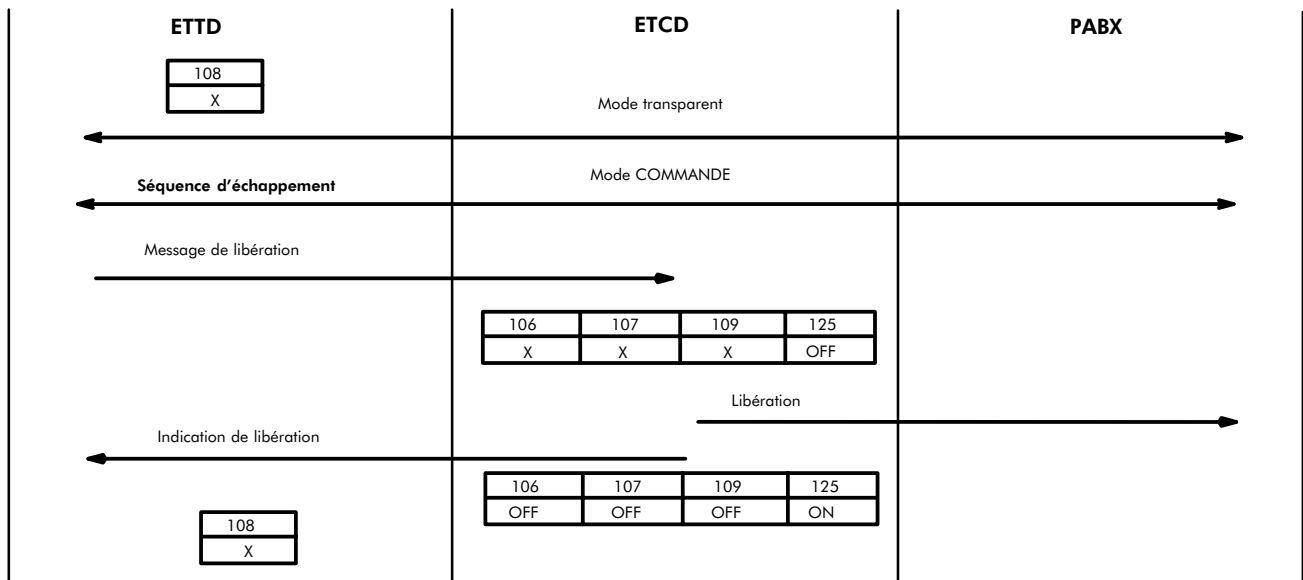 ETTD ETCD PABX
108
X
Mode transparent
Mode COMMANDE
Séquence d'échappement
Message de libération
106 107 109 125
X X X OFF
Libération
Indication de libération
106 107 109 125
OFF OFF OFF ON
108
X